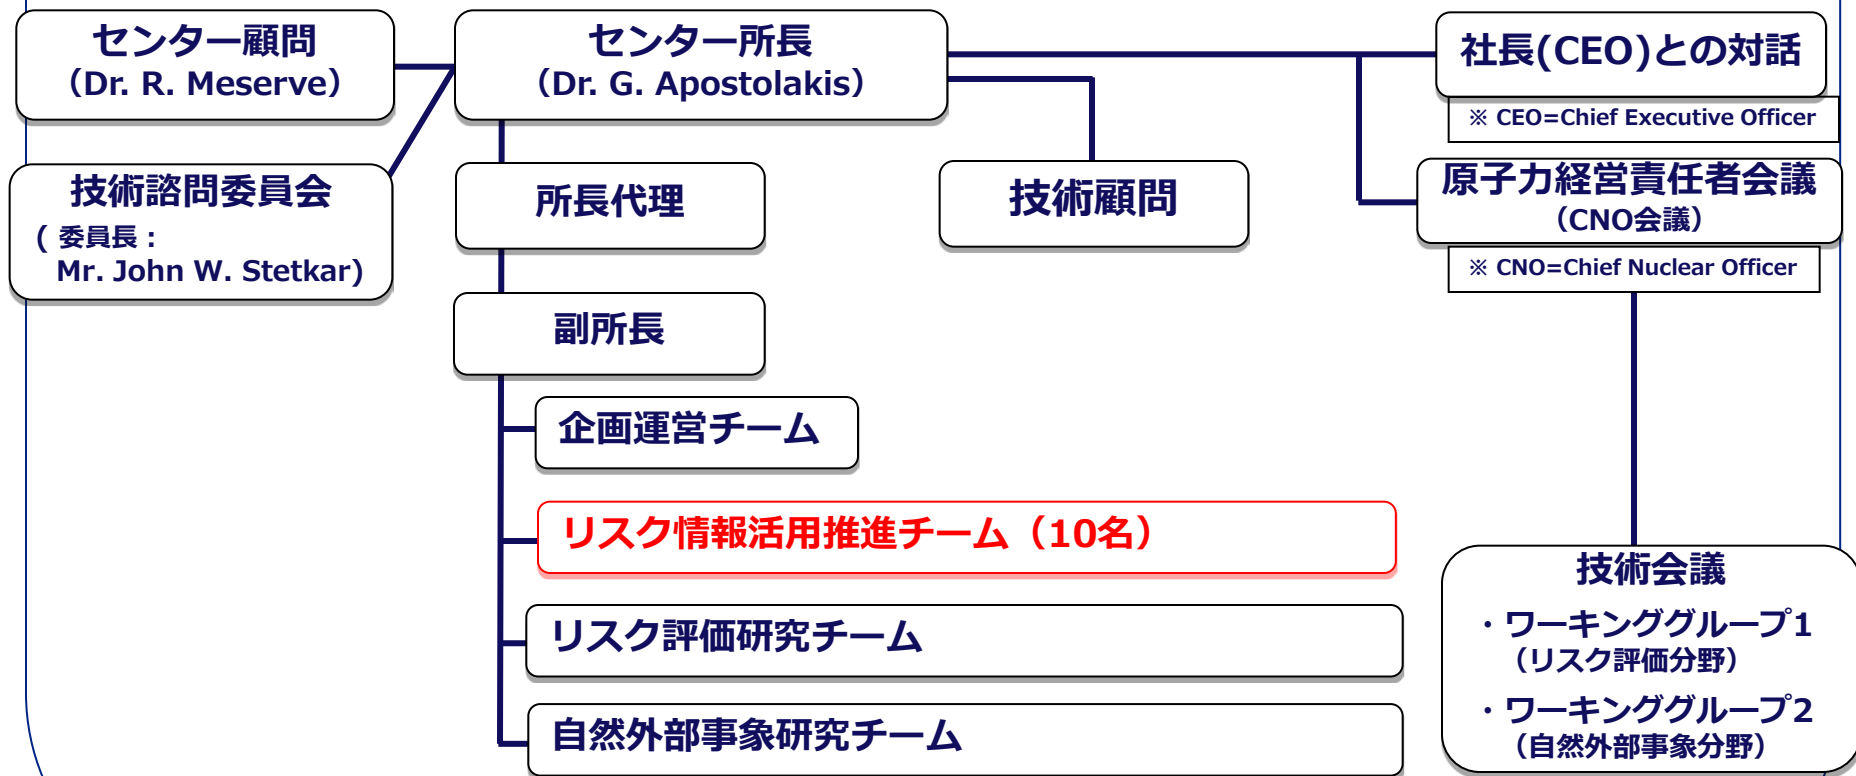 センター顧問
（Dr. R. Meserve）
センター所長
（Dr. G. Apostolakis）
社長(CEO)との対話
※ CEO=Chief Executive Officer
技術諮問委員会
( 委員長：
Mr. John W. Stetkar)
所長代理
技術顧問
原子力経営責任者会議
（CNO会議）
※ CNO=Chief Nuclear Officer
副所長
企画運営チーム
リスク情報活用推進チーム（10名）
リスク評価研究チーム
自然外部事象研究チーム
技術会議
・ワーキンググループ1
（リスク評価分野）
・ワーキンググループ2
（自然外部事象分野）